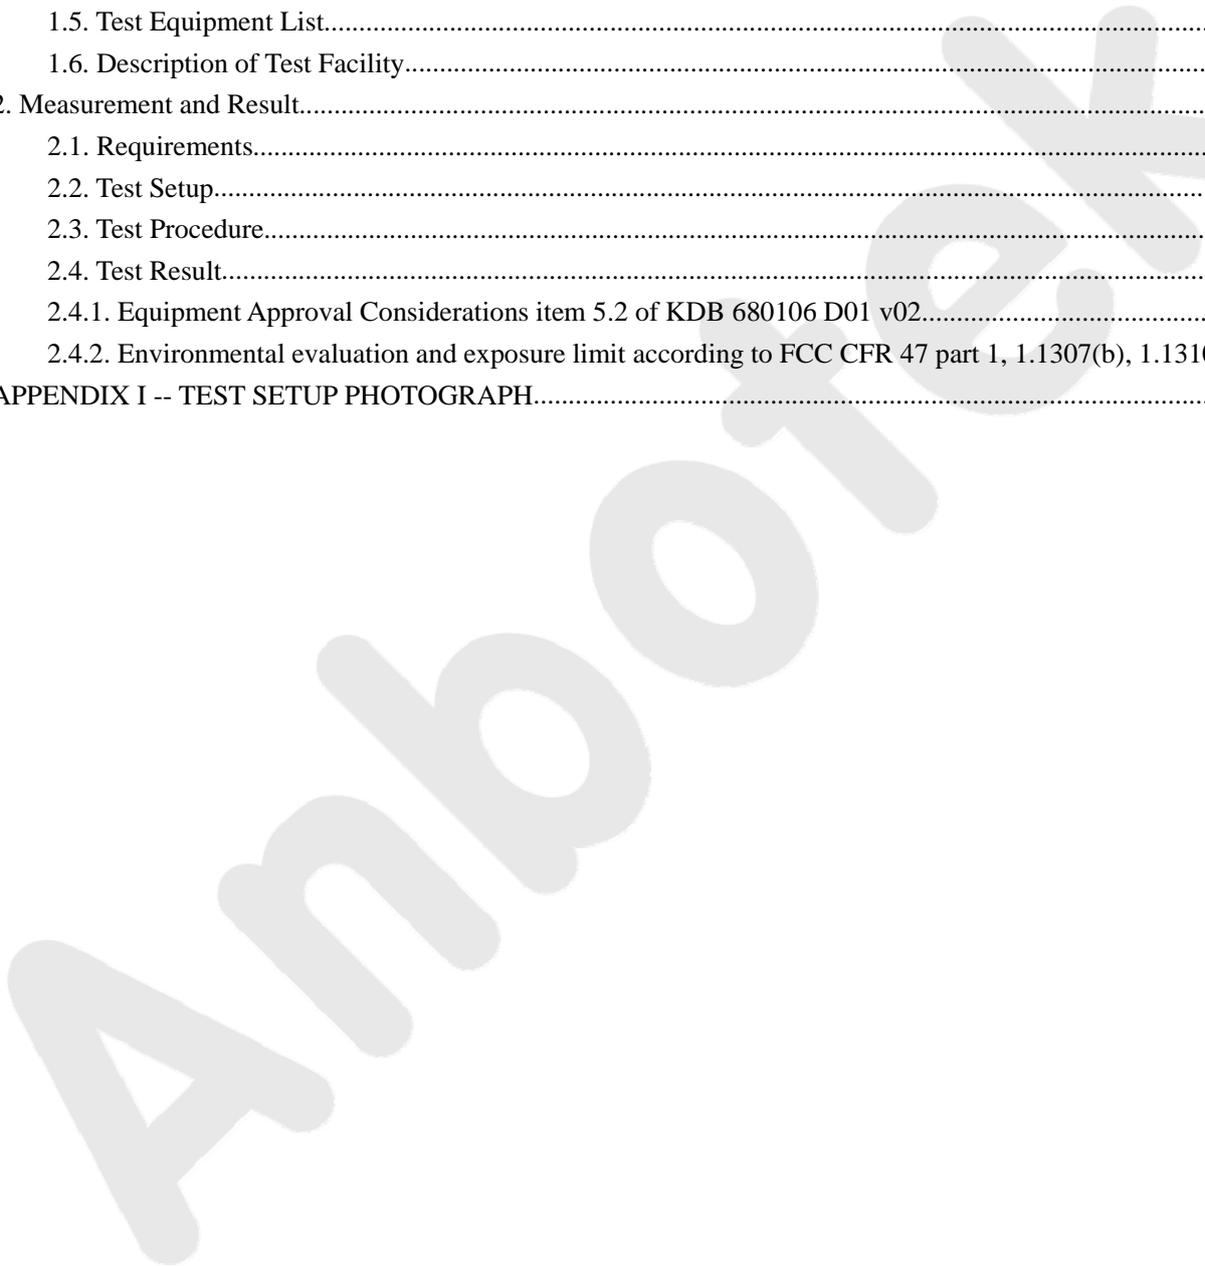 1.5. Test Equipment List........................................................................................................................
1.6. Description of Test Facility.............................................................................................................
2. Measurement and Result............................................................................................................................
2.1. Requirements..................................................................................................................................
2.2. Test Setup.......................................................................................................................................
2.3. Test Procedure................................................................................................................................
2.4. Test Result......................................................................................................................................
2.4.1. Equipment Approval Considerations item 5.2 of KDB 680106 D01 v02.......................................
2.4.2. Environmental evaluation and exposure limit according to FCC CFR 47 part 1, 1.1307(b), 1.1310
APPENDIX I -- TEST SETUP PHOTOGRAPH..............................................................................................
Anbotek